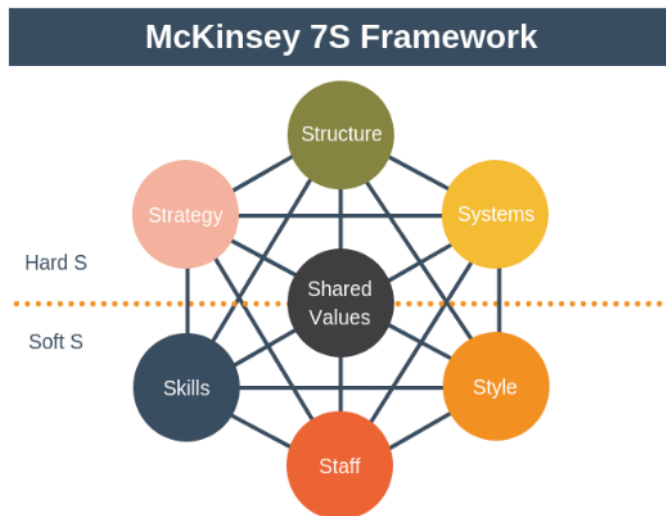 McKinsey 7S Framework
Structure
Strategy
Systems
Hard S
Shared
Values
Soft S
Skills
Style
Staff